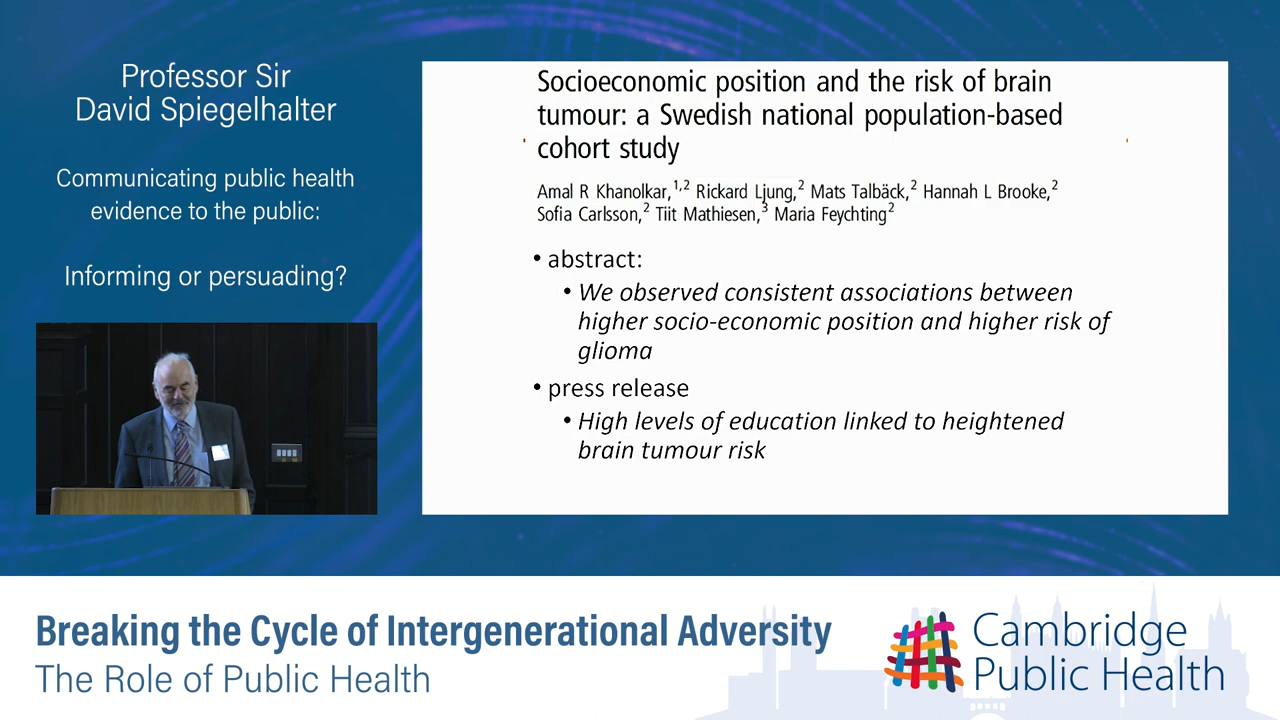 Professor Sir
David Spiegelhalter
Communicating public health
evidence to the public:
Informing or persuading?
Socioeconomic position and the risk of brain
tumour: a Swedish national population-based
cohort study
Amal R Khanolkar,1,2 Rickard Ljung,2 Mats Talbäck,2 Hannah L Brooke,2
Sofia Carlsson,2 Tiit Mathiesen,3 Maria Feychting2
• abstract:
• We observed consistent associations between
higher socio-economic position and higher risk of
glioma
• press release
• High levels of education linked to heightened
brain tumour risk
Breaking the Cycle of Intergenerational Adversity
The Role of Public Health
Cambridge
Public Health